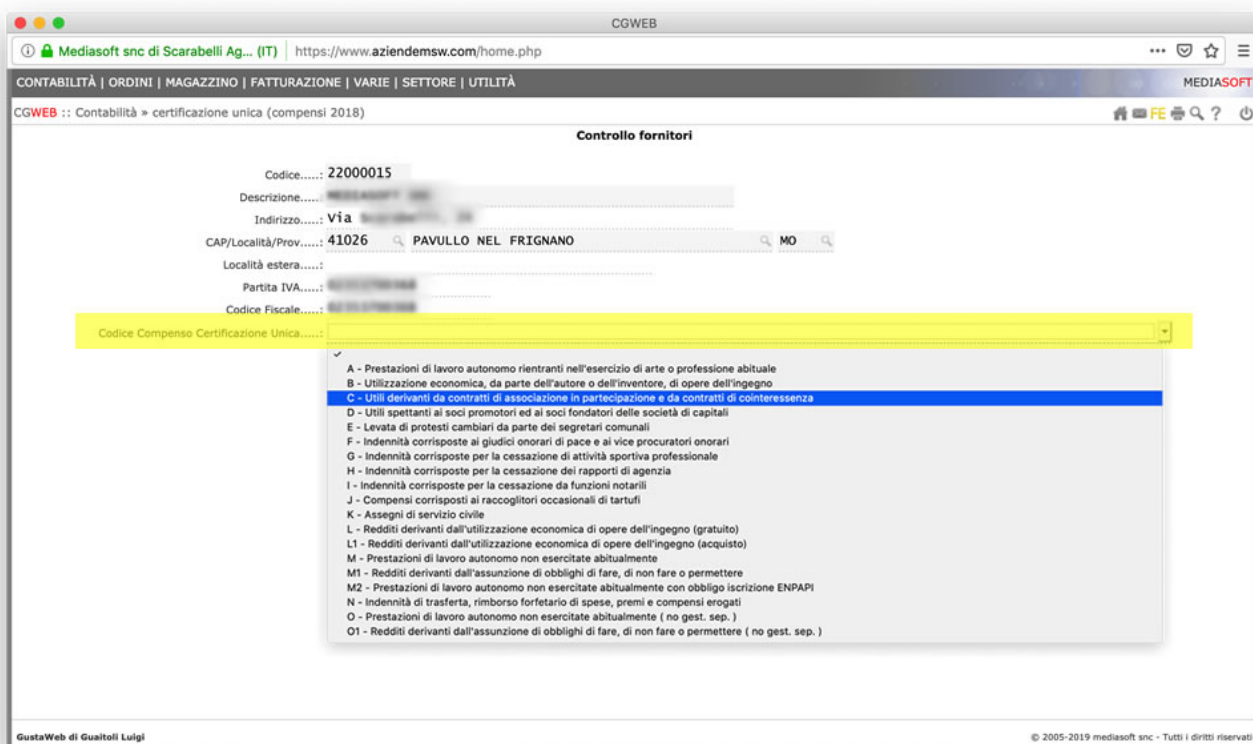 CGWEB
Mediasoft snc di Scarabelli Ag... (IT) https://www.aziendemsw.com/home.php
CONTABILITÀ | ORDINI | MAGAZZINO | FATTURAZIONE | VARIE | SETTORE | UTILITÀ MEDIASOFT
CGWEB :: Contabilità » certificazione unica (compensi 2018) FE ?
Controllo fornitori
Codice.....: 22000015
Descrizione.....:
Indirizzo.....: Via
CAP/Località/Prov.....: 41026 PAVULLO NEL FRIGNANO MO
Località estera.....:
Partita IVA.....:
Codice Fiscale.....:
Codice Compenso Certificazione Unica.....:
A - Prestazioni di lavoro autonomo rientranti nell'esercizio di arte o professione abituale
B - Utilizzazione economica, da parte dell'autore o dell'inventore, di opere dell'ingegno
C - Utili derivanti da contratti di associazione in partecipazione e da contratti di cointeressenza
D - Utili spettanti ai soci promotori ed ai soci fondatori delle società di capitali
E - Levata di protesti cambiari da parte dei segretari comunali
F - Indennità corrisposte ai giudici onorari di pace e ai vice procuratori onorari
G - Indennità corrisposte per la cessazione di attività sportiva professionale
H - Indennità corrisposte per la cessazione dei rapporti di agenzia
I - Indennità corrisposte per la cessazione da funzioni notarili
J - Compensi corrisposti ai raccoglitori occasionali di tartufi
K - Assegni di servizio civile
L - Redditi derivanti dall'utilizzazione economica di opere dell'ingegno (gratuito)
L1 - Redditi derivanti dall'utilizzazione economica di opere dell'ingegno (acquisto)
M - Prestazioni di lavoro autonomo non esercitate abitualmente
M1 - Redditi derivanti dall'assunzione di obblighi di fare, di non fare o permettere
M2 - Prestazioni di lavoro autonomo non esercitate abitualmente con obbligo iscrizione ENPAPI
N - Indennità di trasferta, rimborso forfetario di spese, premi e compensi erogati
O - Prestazioni di lavoro autonomo non esercitate abitualmente ( no gest. sep. )
O1 - Redditi derivanti dall'assunzione di obblighi di fare, di non fare o permettere ( no gest. sep. )
GustaWeb di Guaitoli Luigi © 2005-2019 mediasoft snc - Tutti i diritti riservati